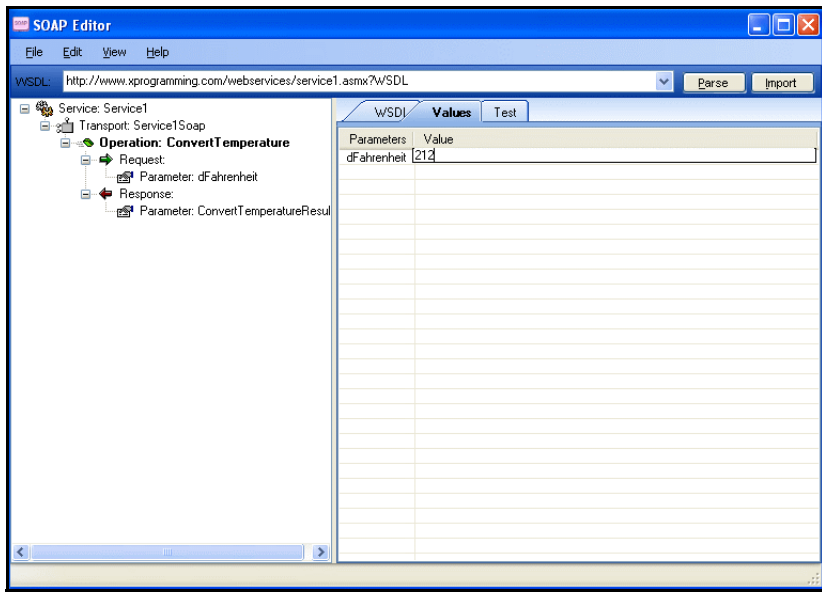 SOAP SOAP Editor
File Edit View Help
WSDL: http://www.xprogramming.com/webservices/service1.asmx?WSDL Parse Import
Service: Service1
Transport: Service1Soap
Operation: ConvertTemperature
Request:
Parameter: dFahrenheit
Response:
Parameter: ConvertTemperatureResul
WSDL Values Test
Parameters Value
dFahrenheit 212